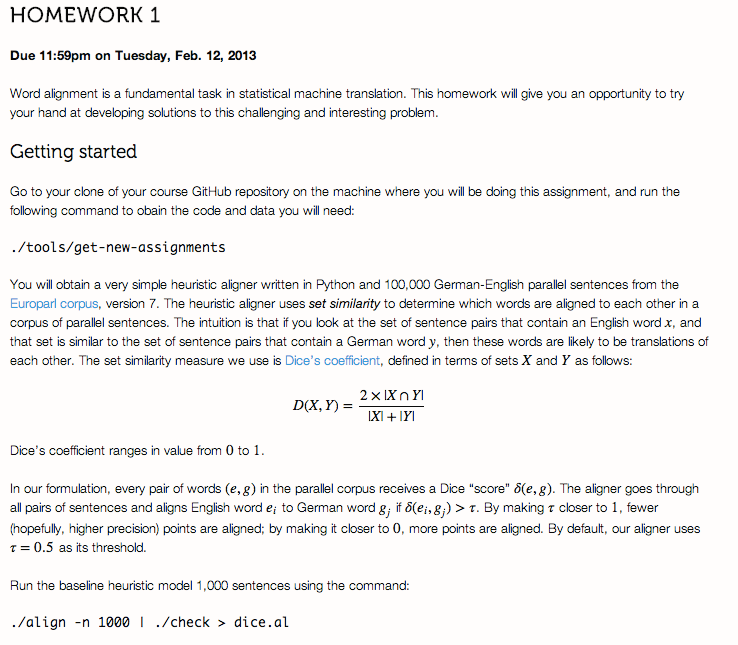 HOMEWORK 1
Due 11:59pm on Tuesday, Feb. 12, 2013
Word alignment is a fundamental task in statistical machine translation. This homework will give you an opportunity to try
your hand at developing solutions to this challenging and interesting problem.
Getting started
Go to your clone of your course GitHub repository on the machine where you will be doing this assignment, and run the
following command to obain the code and data you will need:
./tools/get-new-assignments
You will obtain a very simple heuristic aligner written in Python and 100,000 German-English parallel sentences from the
Europarl corpus, version 7. The heuristic aligner uses set similarity to determine which words are aligned to each other in a
corpus of parallel sentences. The intuition is that if you look at the set of sentence pairs that contain an English word x, and
that set is similar to the set of sentence pairs that contain a German word y, then these words are likely to be translations of
each other. The set similarity measure we use is Dice's coefficient, defined in terms of sets X and Y as follows:
D(X, Y) = 2 × |X ∩ Y| / |X| + |Y|
Dice's coefficient ranges in value from 0 to 1.
In our formulation, every pair of words (e, g) in the parallel corpus receives a Dice "score" δ(e, g). The aligner goes through
all pairs of sentences and aligns English word eᵢ to German word gⱼ if δ(eᵢ, gⱼ) > τ. By making τ closer to 1, fewer
(hopefully, higher precision) points are aligned; by making it closer to 0, more points are aligned. By default, our aligner uses
τ = 0.5 as its threshold.
Run the baseline heuristic model 1,000 sentences using the command:
./align -n 1000 | ./check > dice.al